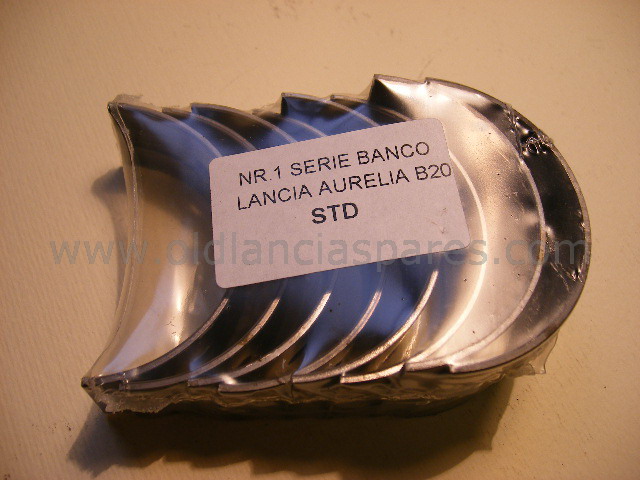 NR.1 SERIE BANCO
LANCIA AURELIA B20
STD
www.oldlanciaspares.com